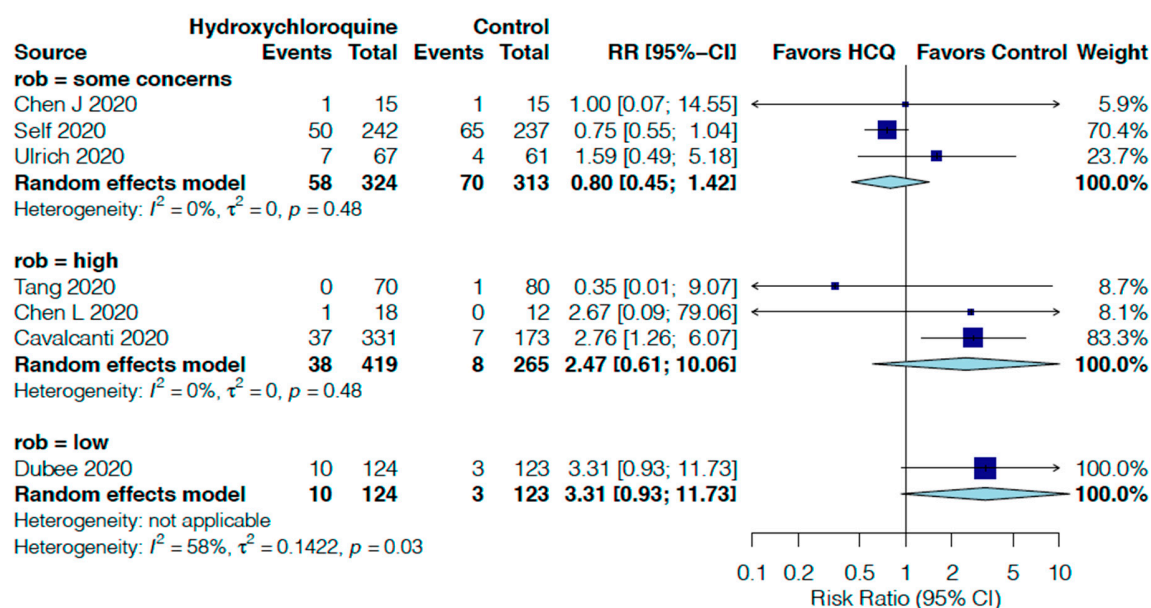 Hydroxychloroquine Control
Source Events Total Events Total RR [95%−CI] Favors HCQ Favors Control Weight
rob = some concerns
Chen J 2020 1 15 1 15 1.00 [0.07; 14.55] 5.9%
Self 2020 50 242 65 237 0.75 [0.55; 1.04] 70.4%
Ulrich 2020 7 67 4 61 1.59 [0.49; 5.18] 23.7%
Random effects model 58 324 70 313 0.80 [0.45; 1.42] 100.0%
Heterogeneity: I² = 0%, τ² = 0, p = 0.48
rob = high
Tang 2020 0 70 1 80 0.35 [0.01; 9.07] 8.7%
Chen L 2020 1 18 0 12 2.67 [0.09; 79.06] 8.1%
Cavalcanti 2020 37 331 7 173 2.76 [1.26; 6.07] 83.3%
Random effects model 38 419 8 265 2.47 [0.61; 10.06] 100.0%
Heterogeneity: I² = 0%, τ² = 0, p = 0.48
rob = low
Dubee 2020 10 124 3 123 3.31 [0.93; 11.73] 100.0%
Random effects model 10 124 3 123 3.31 [0.93; 11.73] 100.0%
Heterogeneity: not applicable
Heterogeneity: I² = 58%, τ² = 0.1422, p = 0.03
0.1 0.2 0.5 1 2 5 10
Risk Ratio (95% CI)